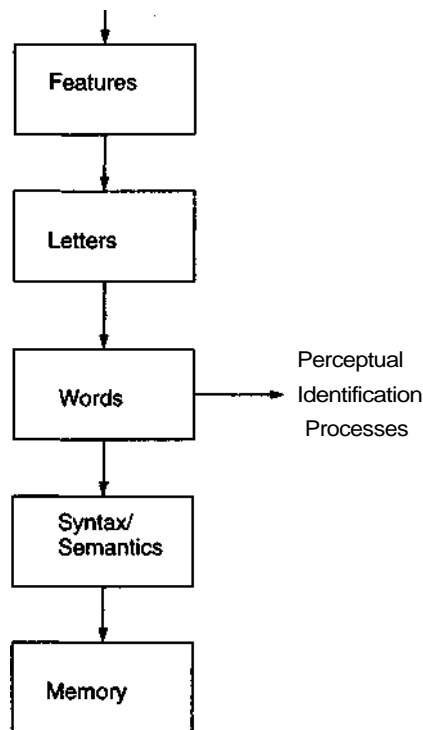 Features
Letters
Words
Perceptual
Identification
Processes
Syntax/
Semantics
Memory